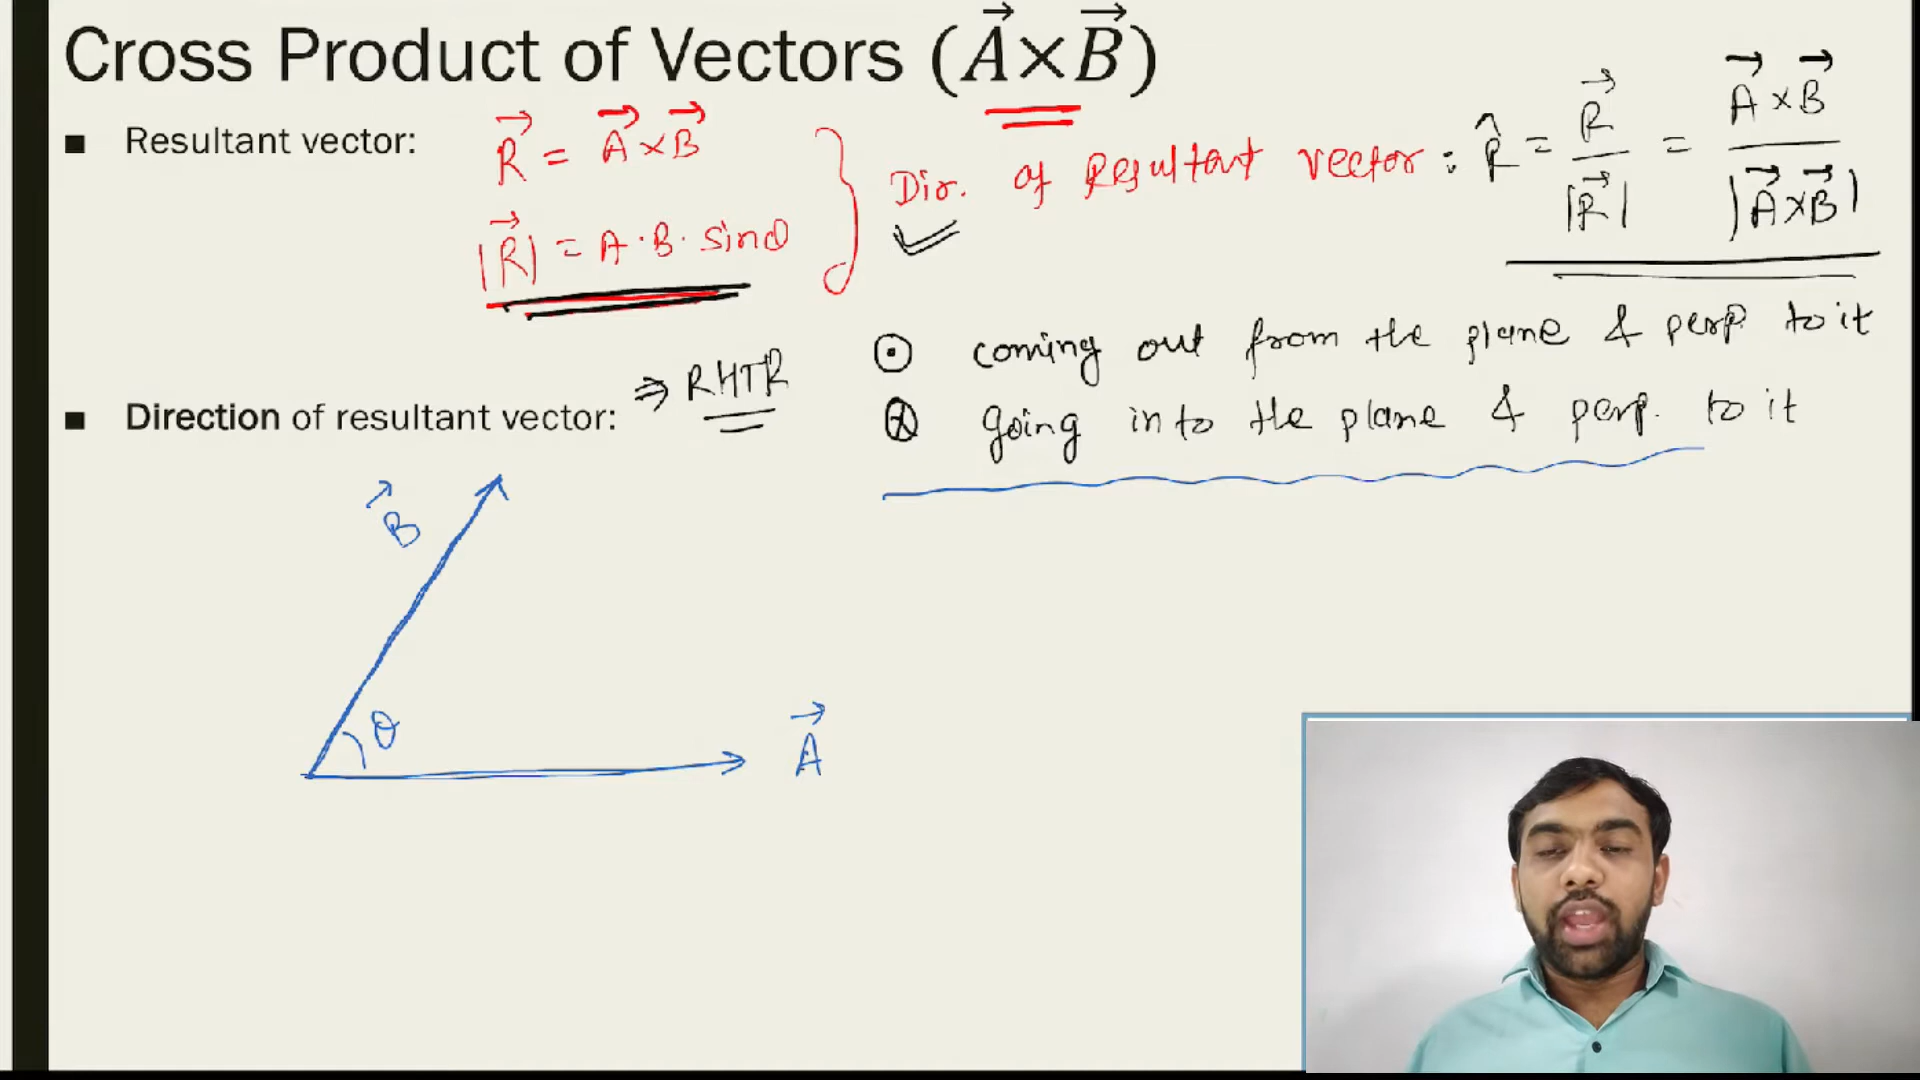 Cross Product of Vectors (A⃗×B⃗)
■ Resultant vector: R⃗ = A⃗×B⃗
|R⃗| = A·B·sinθ
Dir. of Resultant vector: R̂ = R⃗/|R⃗| = A⃗×B⃗/|A⃗×B⃗|
⊙ coming out from the plane & perp. to it
■ Direction of resultant vector: ⇒ RHTR
⊗ going into the plane & perp. to it
B⃗
θ
A⃗